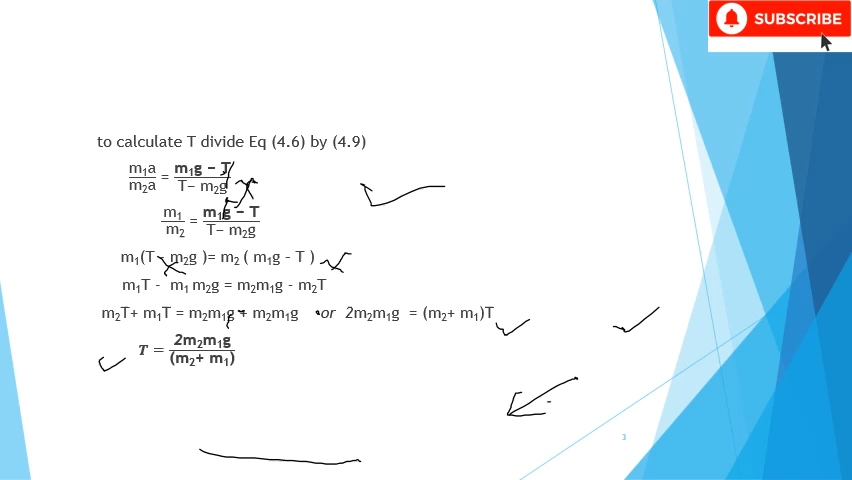 SUBSCRIBE
to calculate T divide Eq (4.6) by (4.9)
m₁a/m₂a = m₁g − T/T− m₂g
m₁/m₂ = m₁g − T/T− m₂g
m₁(T − m₂g )= m₂ ( m₁g - T )
m₁T - m₁ m₂g = m₂m₁g - m₂T
m₂T+ m₁T = m₂m₁g + m₂m₁g or 2m₂m₁g = (m₂+ m₁)T
T = 2m₂m₁g/(m₂+ m₁)
3